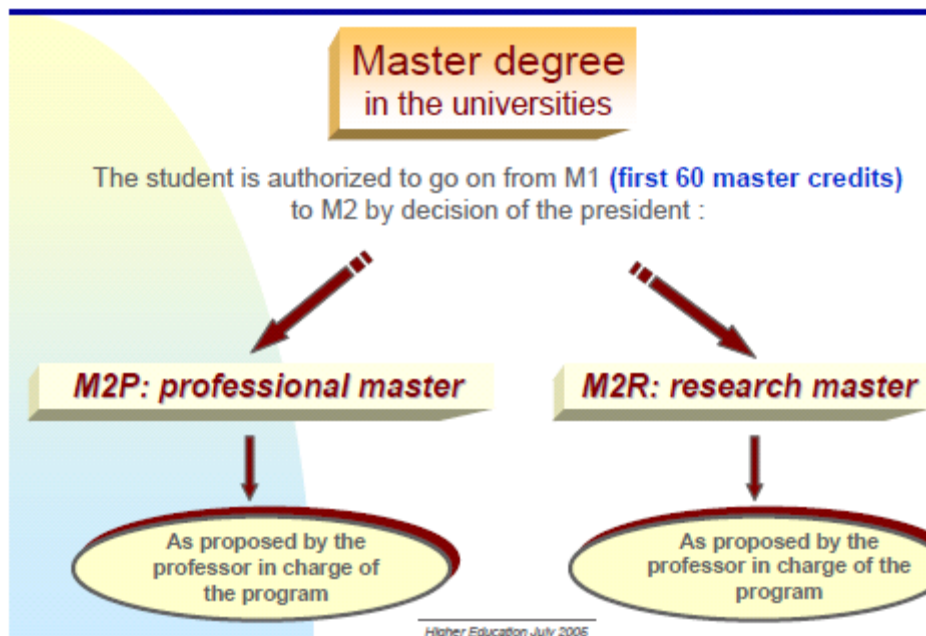 Master degree
in the universities
The student is authorized to go on from M1 (first 60 master credits)
to M2 by decision of the president :
M2P: professional master
M2R: research master
As proposed by the
professor in charge of
the program
As proposed by the
professor in charge of the
program
Higher Education July 2005